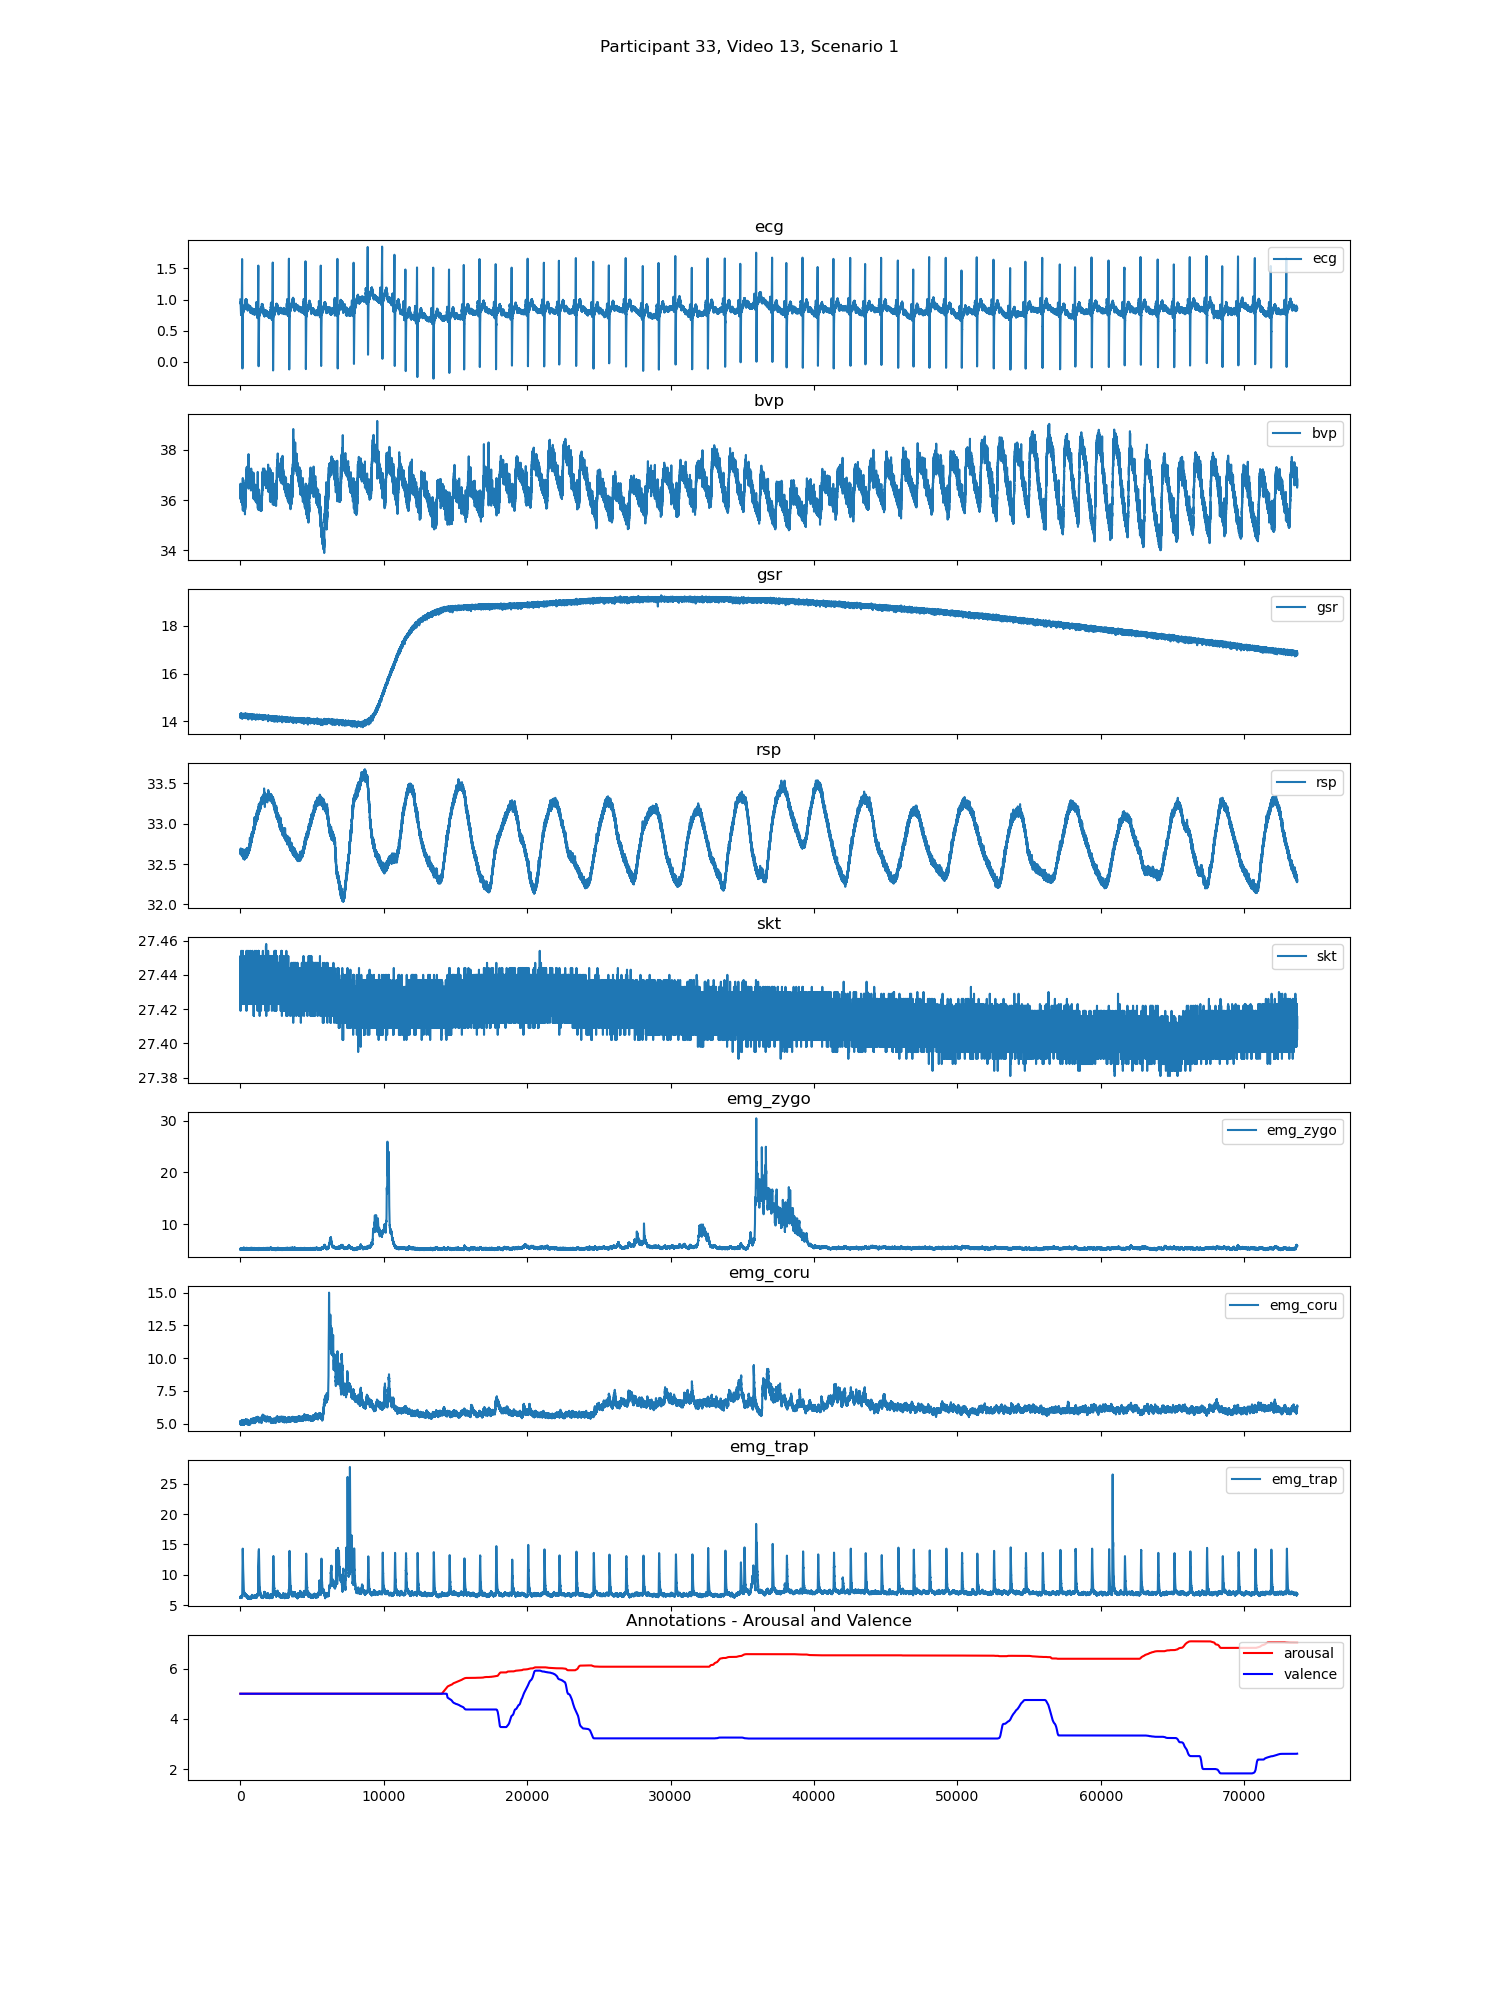 Participant 33, Video 13, Scenario 1
ecg
1.5
1.0
0.5
0.0
ecg
bvp
38
36
34
bvp
gsr
18
16
14
gsr
rsp
33.5
33.0
32.5
32.0
rsp
skt
27.46
27.44
27.42
27.40
27.38
skt
emg_zygo
30
20
10
emg_zygo
emg_coru
15.0
12.5
10.0
7.5
5.0
emg_coru
emg_trap
25
20
15
10
5
emg_trap
Annotations - Arousal and Valence
6
4
2
arousal
valence
0 10000 20000 30000 40000 50000 60000 70000